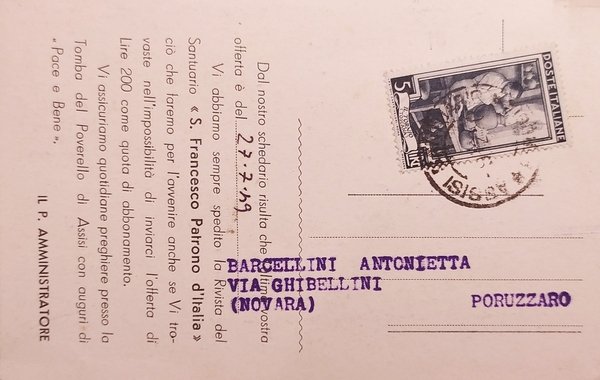 Dal nostro schedario risulta che ultima vostra
offerta è del 27.7.49
Vi abbiamo sempre spedito la Rivista del
Santuario « S. Francesco Patrono d'Italia »
ciò che faremo per l'avvenire anche se Vi tro-
vaste nell'impossibilità di inviarci l'offerta di
Lire 200 come quota di abbonamento.
Vi assicuriamo quotidiane preghiere presso la
Tomba del Poverello di Assisi con auguri di
« Pace e Bene ».
IL P. AMMINISTRATORE
POSTE ITALIANE
5
ASSISI
BARCELLINI ANTONIETTA
VIA GHIBELLINI
(NOVARA) PORUZZARO